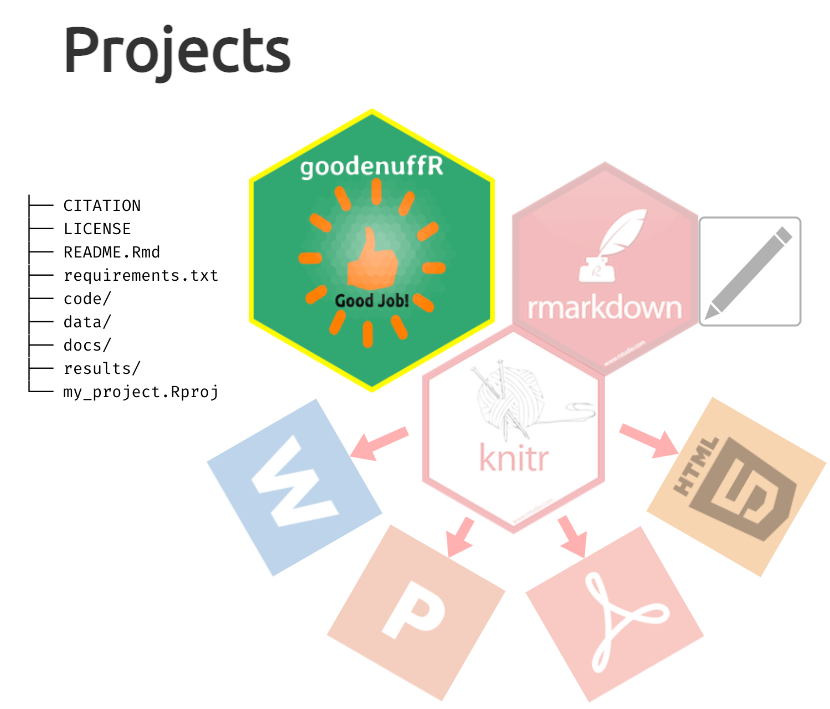 Projects
CITATION
LICENSE
README.Rmd
requirements.txt
code/
data/
docs/
results/
my_project.Rproj
goodenuffR
Good Job!
R
rmarkdown
knitr
W
P
HTML
5